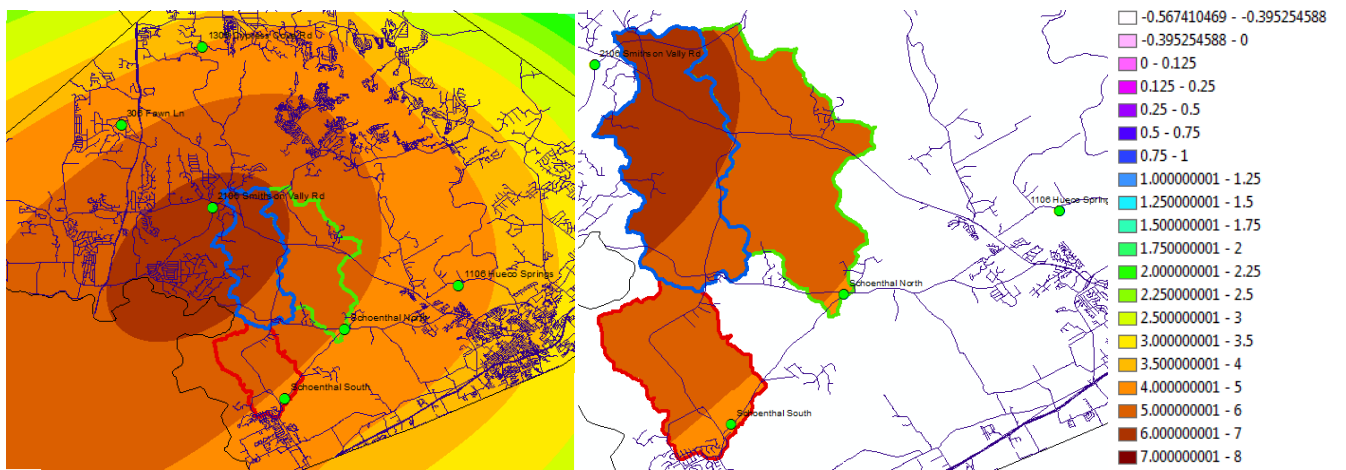 1309 Cypress Cove Rd
306 Fawn Ln
2106 Smithson Vally Rd
1106 Hueco Springs
Schoenthal North
Schoenthal South
2106 Smithson Vally Rd
1106 Hueco Spring
Schoenthal North
Schoenthal South
-0.567410469 - -0.395254588
-0.395254588 - 0
0 - 0.125
0.125 - 0.25
0.25 - 0.5
0.5 - 0.75
0.75 - 1
1.000000001 - 1.25
1.250000001 - 1.5
1.500000001 - 1.75
1.750000001 - 2
2.000000001 - 2.25
2.250000001 - 2.5
2.500000001 - 3
3.000000001 - 3.5
3.500000001 - 4
4.000000001 - 5
5.000000001 - 6
6.000000001 - 7
7.000000001 - 8